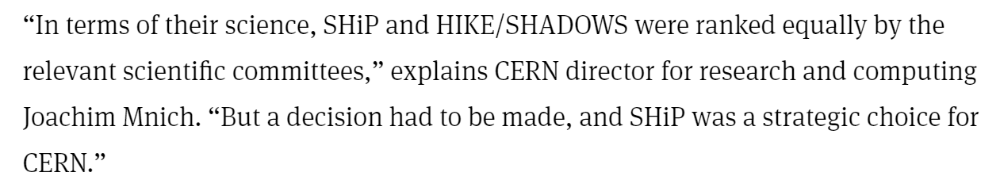 “In terms of their science, SHiP and HIKE/SHADOWS were ranked equally by the
relevant scientific committees,” explains CERN director for research and computing
Joachim Mnich. “But a decision had to be made, and SHiP was a strategic choice for
CERN.”